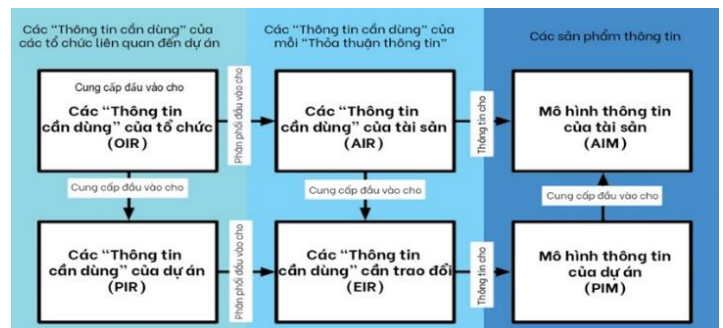 Các “Thông tin cần dùng” của
các tổ chức liên quan đến dự án
Các “Thông tin cần dùng” của
mỗi “Thỏa thuận thông tin”
Các sản phẩm thông tin
Cung cấp đầu vào cho
Các “Thông tin
cần dùng” của tổ chức
(OIR)
Phân phối đầu vào cho
Các “Thông tin
cần dùng” của tài sản
(AIR)
Thông tin cho
Mô hình thông tin
của tài sản
(AIM)
Cung cấp đầu vào cho
Cung cấp đầu vào cho
Cung cấp đầu vào cho
Các “Thông tin
cần dùng” của dự án
(PIR)
Phân phối đầu vào cho
Các “Thông tin
cần dùng” cần trao đổi
(EIR)
Thông tin cho
Mô hình thông tin
của dự án
(PIM)